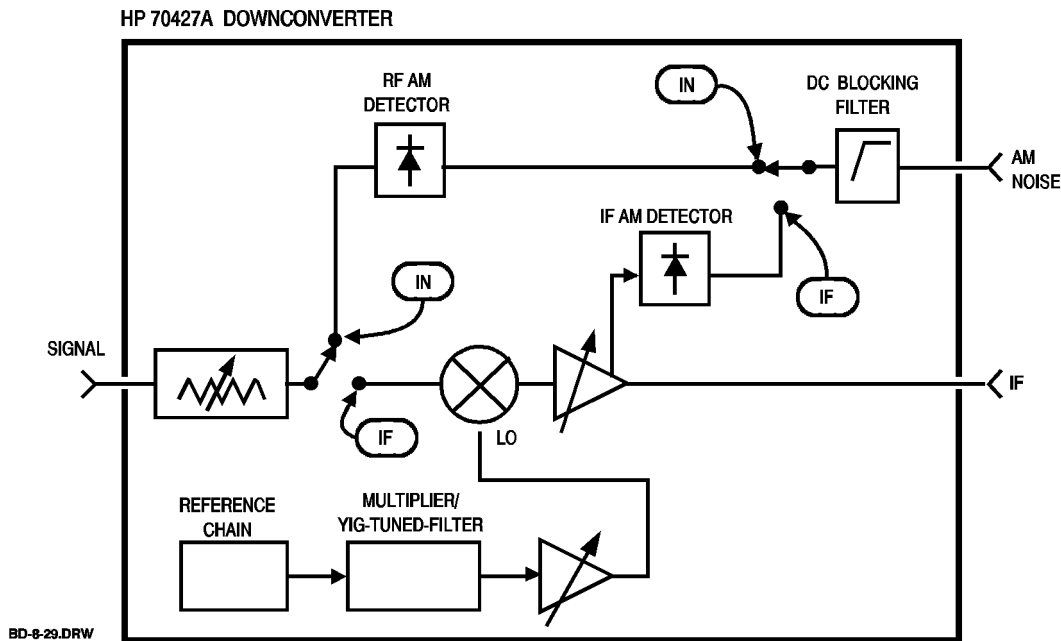 HP 70427A DOWNCONVERTER
RF AM
DETECTOR
IN
DC BLOCKING
FILTER
AM
NOISE
IF AM DETECTOR
IN
IF
SIGNAL
IF
IF
LO
REFERENCE
CHAIN
MULTIPLIER/
YIG-TUNED-FILTER
BD-8-29.DRW